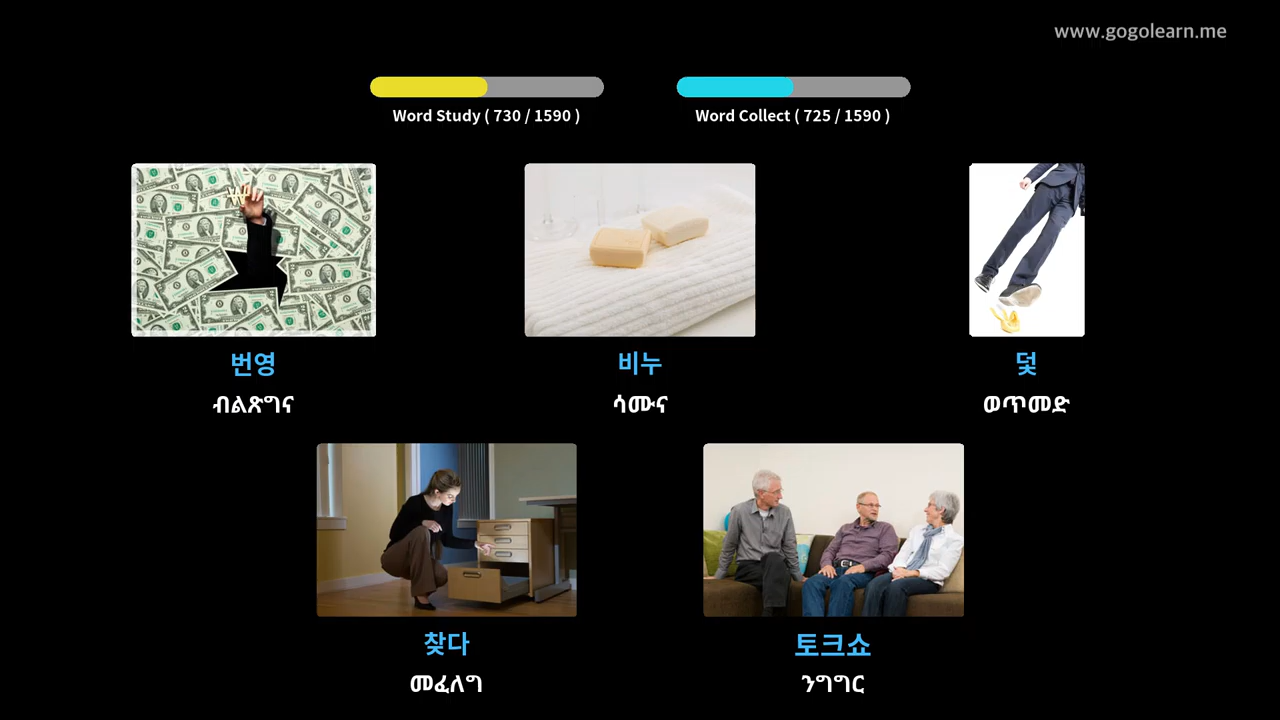 www.gogolearn.me
Word Study ( 730 / 1590 )
Word Collect ( 725 / 1590 )
번영
ብልጽግና
비누
ሳሙና
덫
ወጥመድ
찾다
መፈለግ
토크쇼
ንግግር